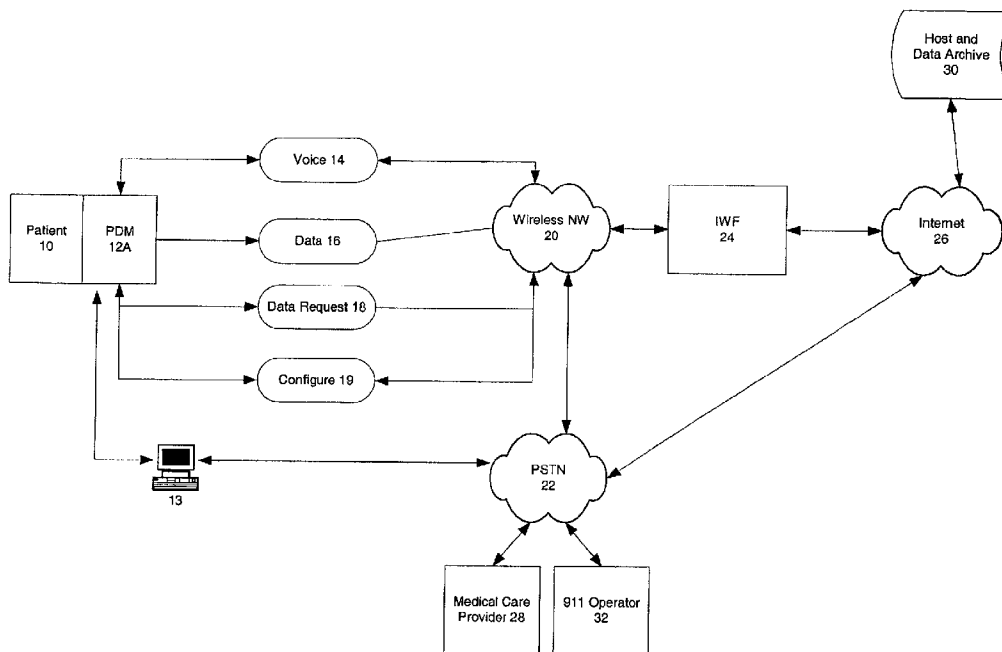 Host and
Data Archive
30
Voice 14
Patient
10
PDM
12A
Data 16
Wireless NW
20
IWF
24
Internet
26
Data Request 18
Configure 19
13
PSTN
22
Medical Care
Provider 28
911 Operator
32